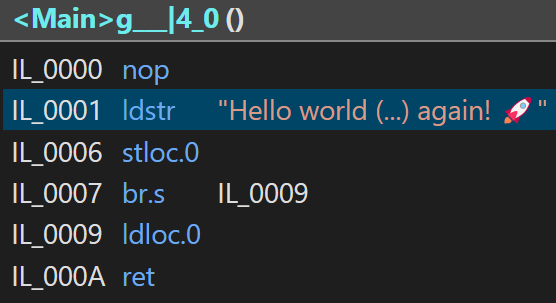 <Main>g___|4_0 ()
IL_0000 nop
IL_0001 ldstr "Hello world (...) again! 🚀"
IL_0006 stloc.0
IL_0007 br.s IL_0009
IL_0009 ldloc.0
IL_000A ret